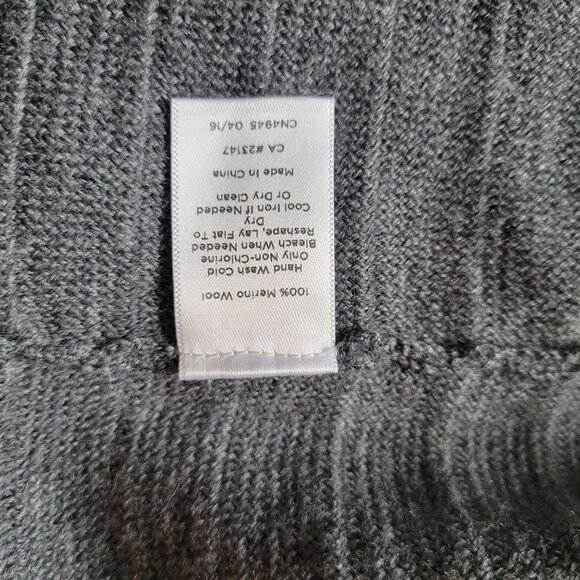 100% Merino Wool
Hand Wash Cold
Only Non-Chlorine
Bleach When Needed
Reshape, Lay Flat To
Dry
Cool Iron If Needed
Or Dry Clean
Made In China
CA #23147
CN4945 04/16